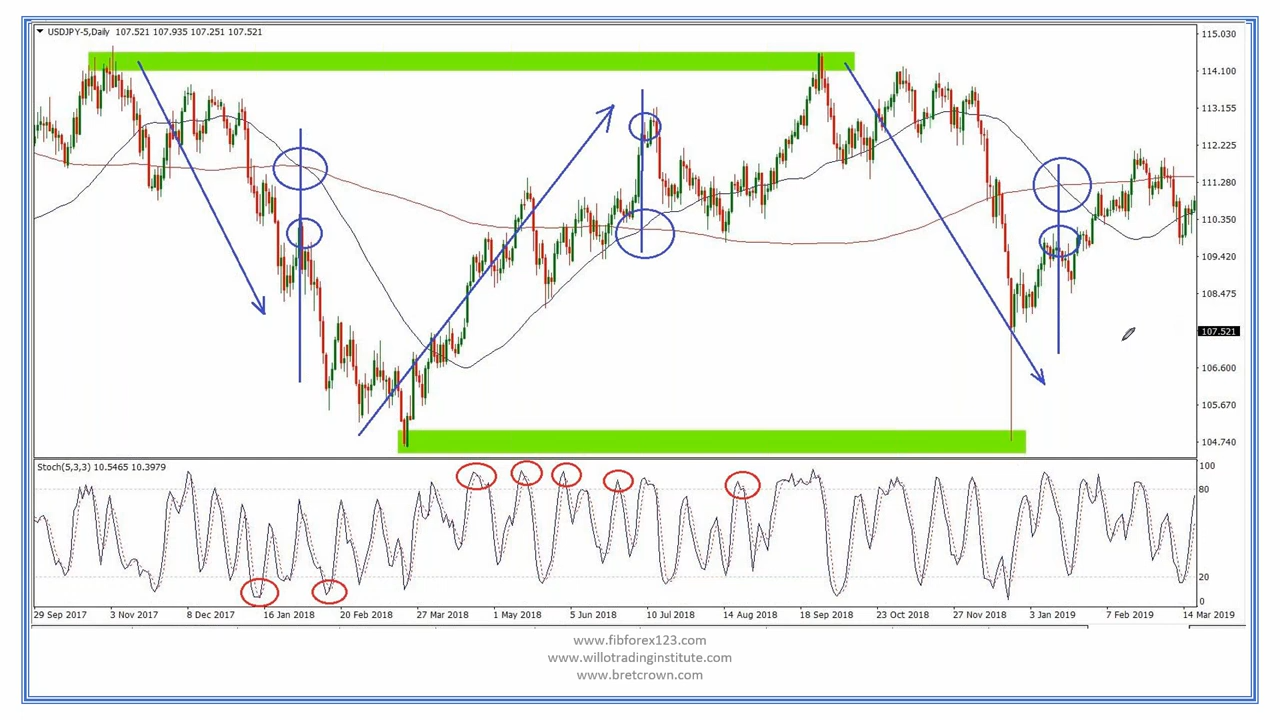 USDJPY-5,Daily 107.521 107.935 107.251 107.521
115.030
114.100
113.155
112.225
111.280
110.350
109.420
108.475
107.521
106.600
105.670
104.740
Stoch(5,3,3) 10.5465 10.3979
100
80
20
0
29 Sep 2017 3 Nov 2017 8 Dec 2017 16 Jan 2018 20 Feb 2018 27 Mar 2018 1 May 2018 5 Jun 2018 10 Jul 2018 14 Aug 2018 18 Sep 2018 23 Oct 2018 27 Nov 2018 3 Jan 2019 7 Feb 2019 14 Mar 2019
www.fibforex123.com
www.willotradinginstitute.com
www.bretcrown.com